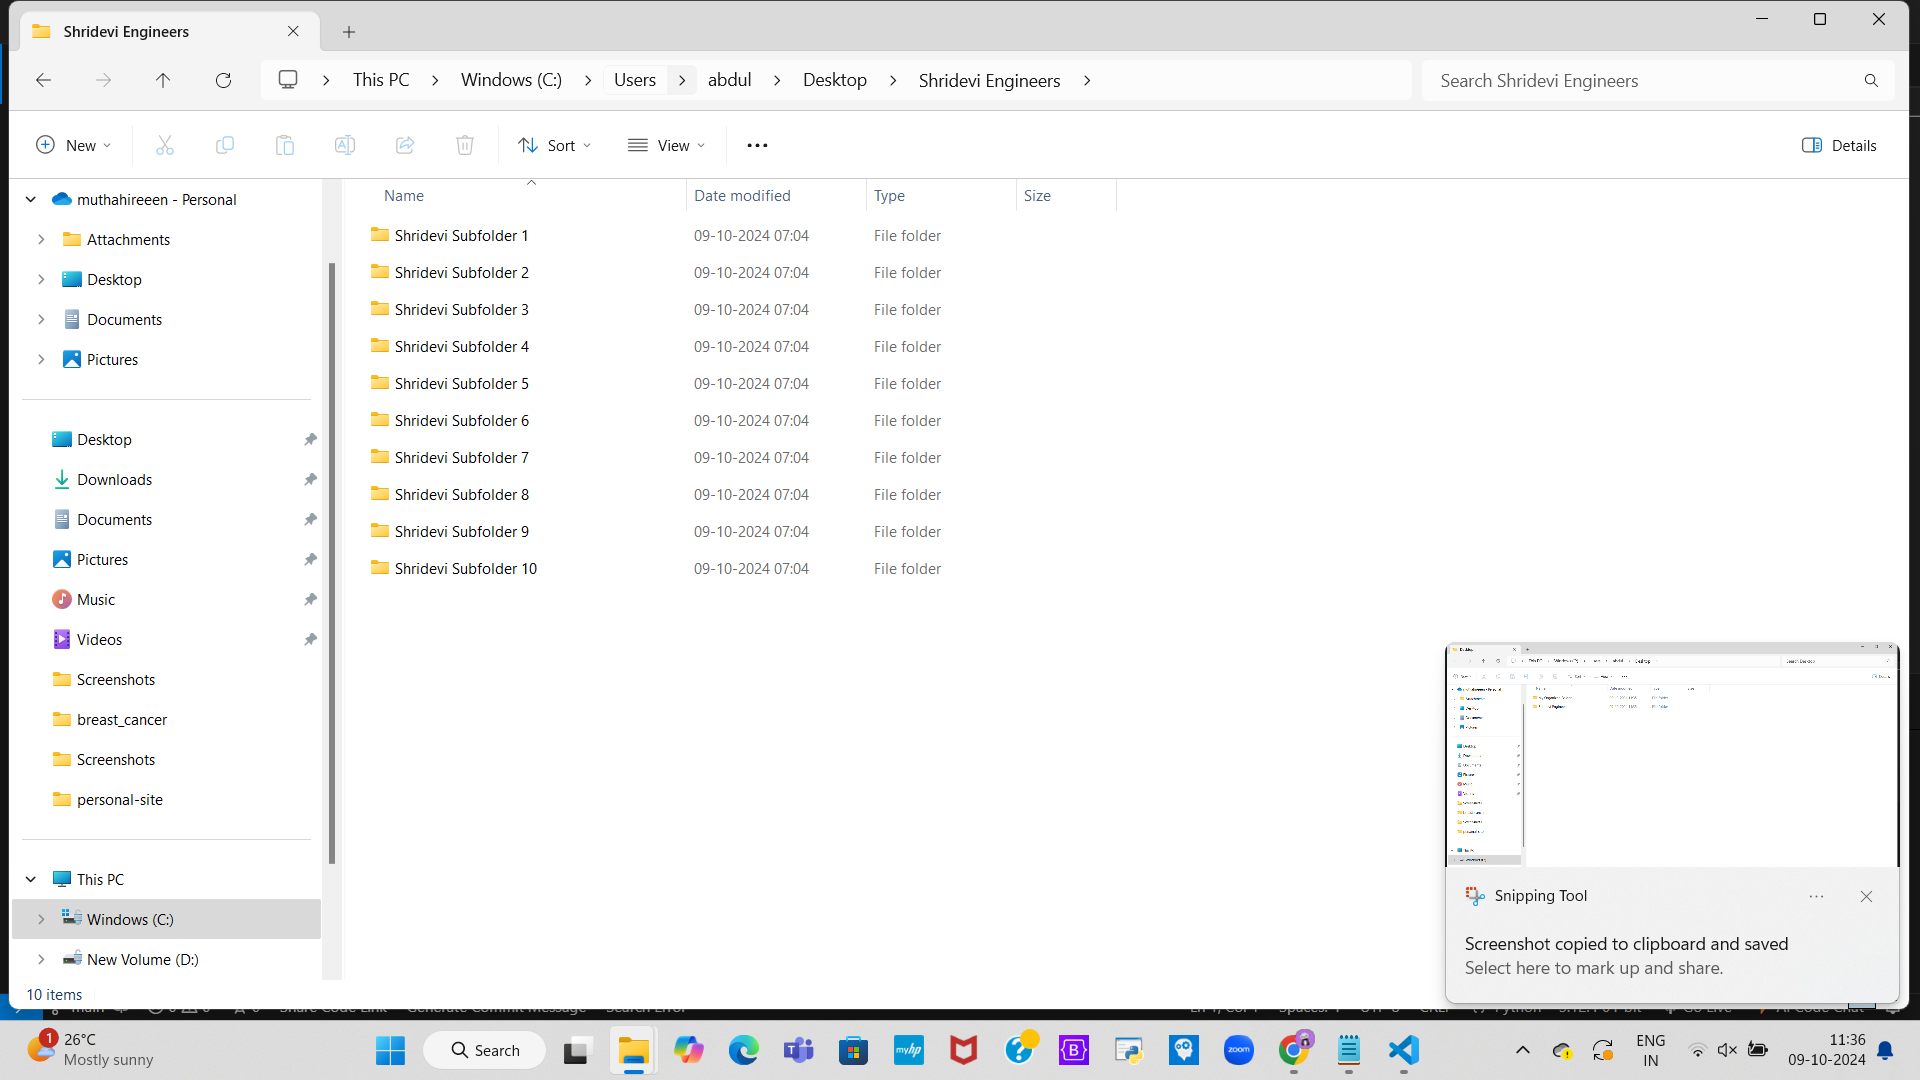 Shridevi Engineers
This PC > Windows (C:) > Users > abdul > Desktop > Shridevi Engineers >
Search Shridevi Engineers
New
Sort
View
Details
muthahireeen - Personal
Attachments
Desktop
Documents
Pictures
Desktop
Downloads
Documents
Pictures
Music
Videos
Screenshots
breast_cancer
Screenshots
personal-site
This PC
Windows (C:)
New Volume (D:)
Name Date modified Type Size
Shridevi Subfolder 1 09-10-2024 07:04 File folder
Shridevi Subfolder 2 09-10-2024 07:04 File folder
Shridevi Subfolder 3 09-10-2024 07:04 File folder
Shridevi Subfolder 4 09-10-2024 07:04 File folder
Shridevi Subfolder 5 09-10-2024 07:04 File folder
Shridevi Subfolder 6 09-10-2024 07:04 File folder
Shridevi Subfolder 7 09-10-2024 07:04 File folder
Shridevi Subfolder 8 09-10-2024 07:04 File folder
Shridevi Subfolder 9 09-10-2024 07:04 File folder
Shridevi Subfolder 10 09-10-2024 07:04 File folder
Snipping Tool
Screenshot copied to clipboard and saved
Select here to mark up and share.
10 items
1
26°C
Mostly sunny
Search
myhp
zoom
ENG
IN
11:36
09-10-2024